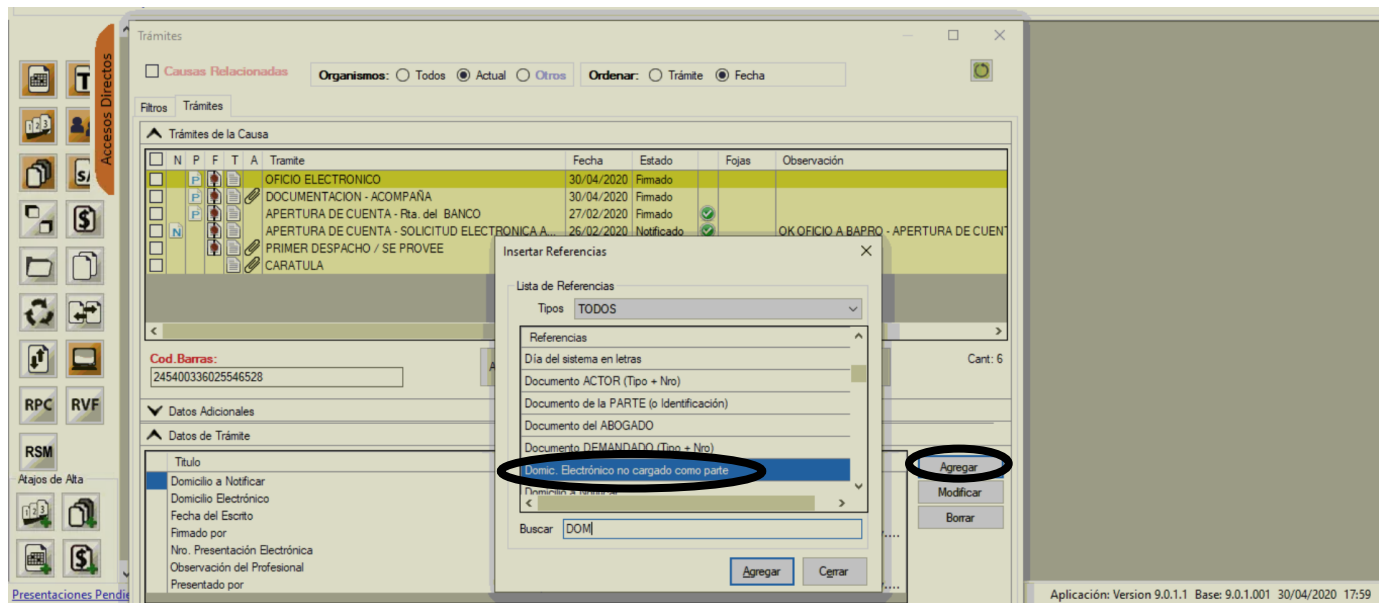 Trámites
Accesos Directos
Causas Relacionadas
Organismos: Todos Actual Otros Ordenar: Trámite Fecha
Filtros Trámites
Trámites de la Causa
N P F T A Tramite Fecha Estado Fojas Observación
P OFICIO ELECTRONICO 30/04/2020 Firmado
P DOCUMENTACION - ACOMPAÑA 30/04/2020 Firmado
P APERTURA DE CUENTA - Rta. del BANCO 27/02/2020 Firmado
N APERTURA DE CUENTA - SOLICITUD ELECTRONICA A... 26/02/2020 Notificado OK OFICIO A BAPRO - APERTURA DE CUEN
PRIMER DESPACHO / SE PROVEE
CARATULA
Insertar Referencias
Lista de Referencias
Tipos TODOS
Referencias
Día del sistema en letras
Documento ACTOR (Tipo + Nro)
Documento de la PARTE (o Identificación)
Documento del ABOGADO
Documento DEMANDADO (Tipo + Nro)
Domic. Electrónico no cargado como parte
Domicilio a Notificar
Buscar DOM
Agregar Cerrar
Cod.Barras:
245400336025546528
A
Cant: 6
Datos Adicionales
Datos de Trámite
Titulo
Domicilio a Notificar
Domicilio Electrónico
Fecha del Escrito
Firmado por
Nro. Presentación Electrónica
Observación del Profesional
Presentado por
Agregar
Modificar
Borrar
RPC RVF
RSM
Atajos de Alta
Presentaciones Pendie
Aplicación: Version 9.0.1.1 Base: 9.0.1.001 30/04/2020 17:59